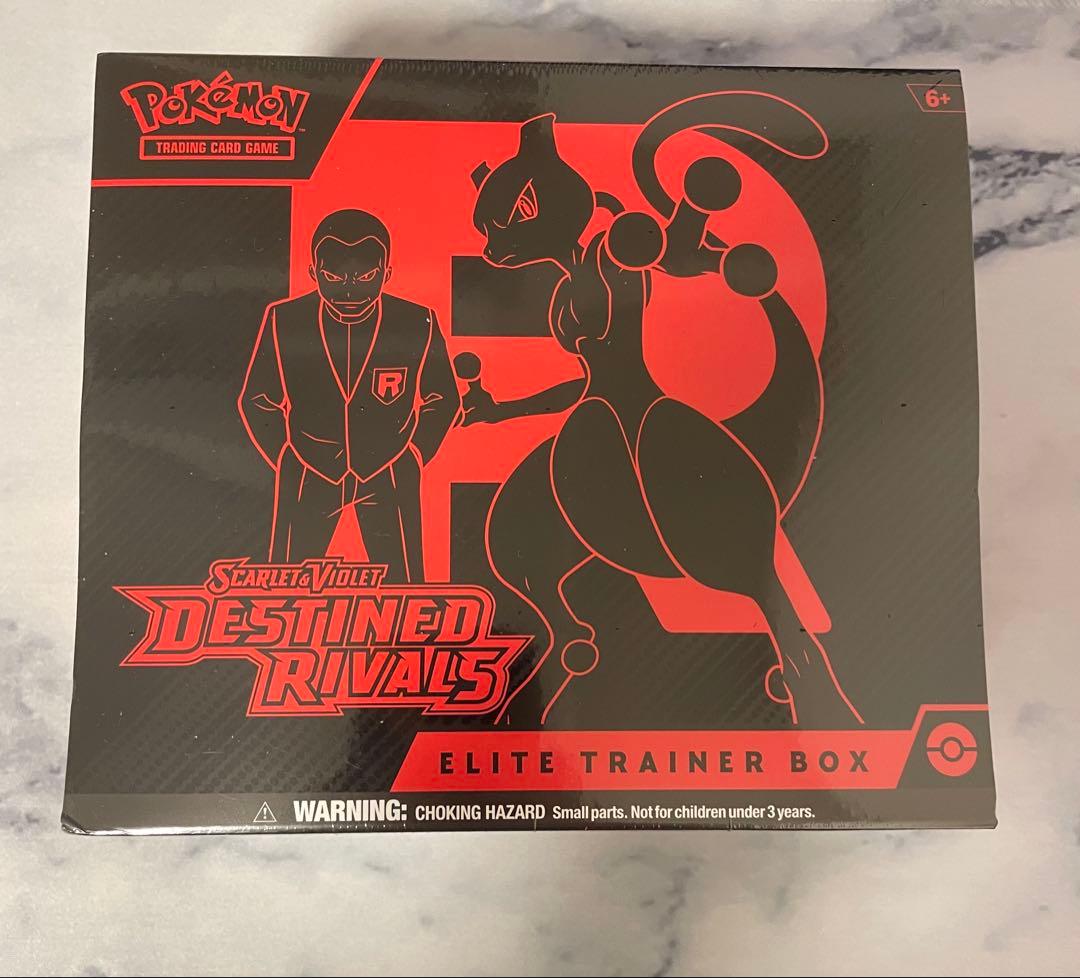 POKéMON
TRADING CARD GAME
6+
R
SCARLET & VIOLET
DESTINED
RIVALS
ELITE TRAINER BOX
WARNING: CHOKING HAZARD Small parts. Not for children under 3 years.